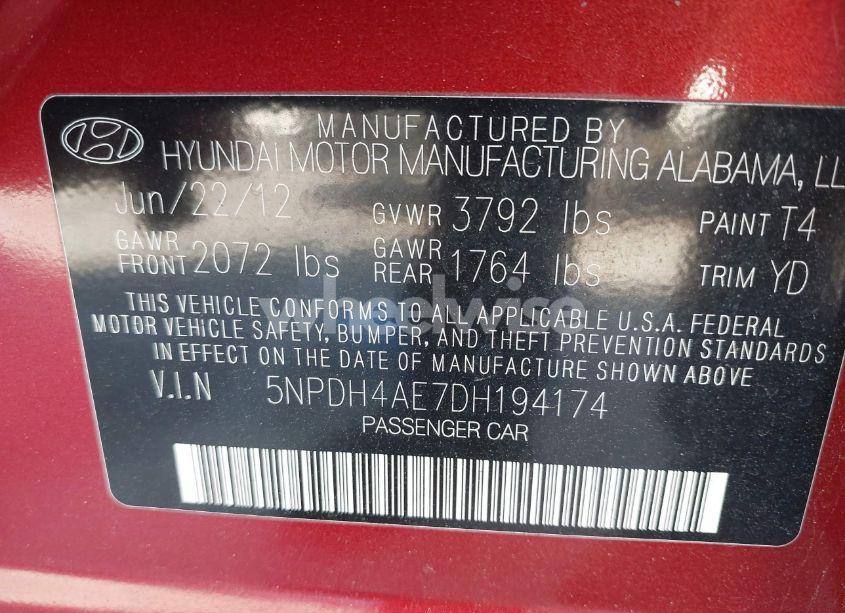 MANUFACTURED BY
HYUNDAI MOTOR MANUFACTURING ALABAMA, LL
Jun/22/12 GVWR 3792 lbs PAINT T4
GAWR FRONT 2072 lbs GAWR REAR 1764 lbs TRIM YD
THIS VEHICLE CONFORMS TO ALL APPLICABLE U.S.A. FEDERAL
MOTOR VEHICLE SAFETY, BUMPER, AND THEFT PREVENTION STANDARDS
IN EFFECT ON THE DATE OF MANUFACTURE SHOWN ABOVE
V.I.N 5NPDH4AE7DH194174
PASSENGER CAR